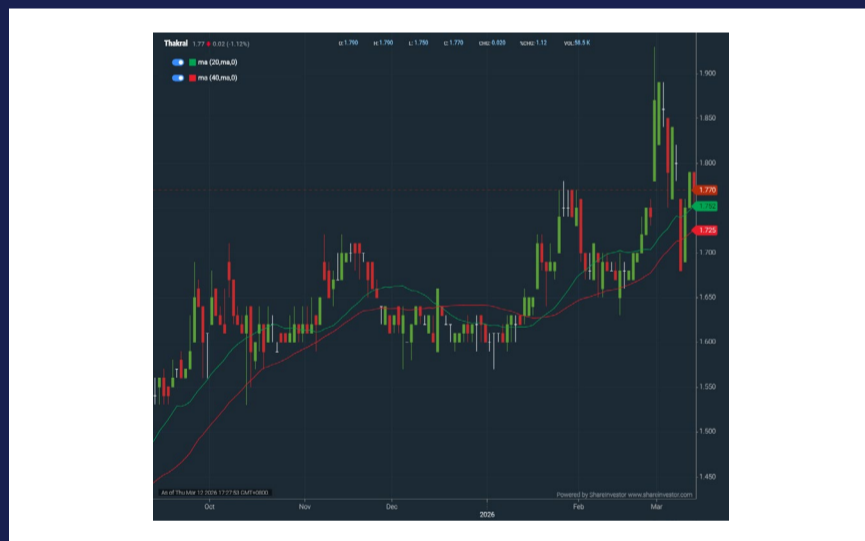 Thakral 1.77 0.02 (-1.12%) O:1.790 H:1.790 L:1.750 C:1.770 CHG:0.020 %CHG:1.12 VOL:50.5 K
ma (20,ma,0)
ma (40,ma,0)
1.900
1.850
1.800
1.770
1.752
1.725
1.700
1.650
1.600
1.550
1.500
1.450
As of Thu Mar 12 2026 17:27:50 GMT+0800
Powered by ShareInvestor www.shareinvestor.com
Oct Nov Dec 2026 Feb Mar